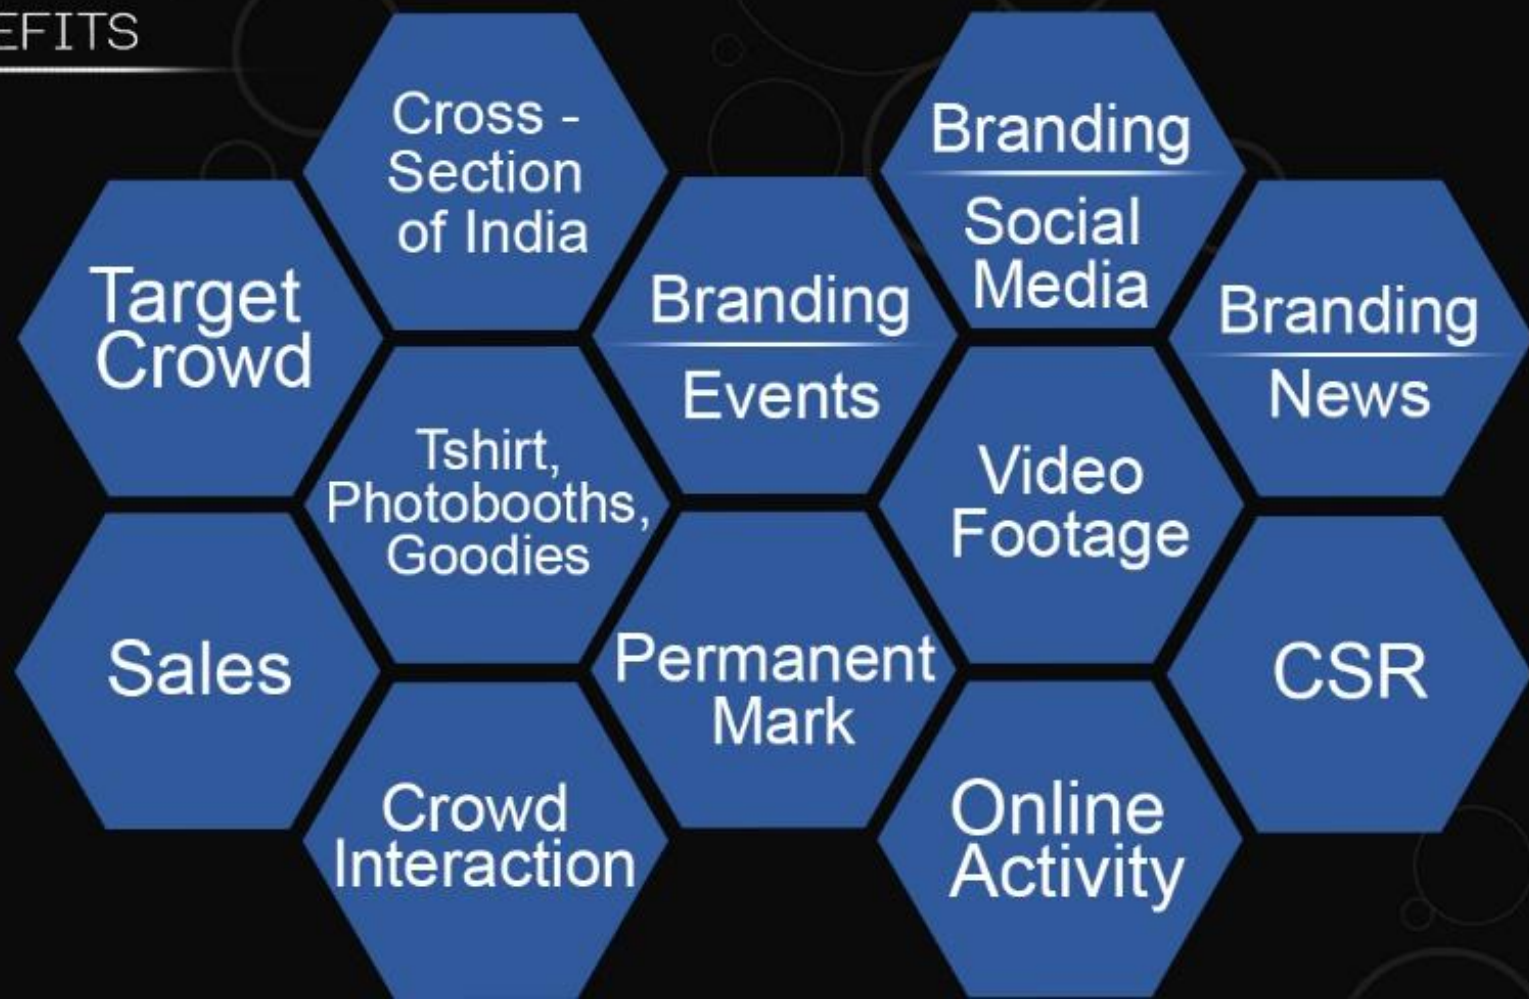 EFITS
Cross -
Section
of India
Branding
Social
Media
Target
Crowd
Branding
Events
Branding
News
Tshirt,
Photobooths,
Goodies
Video
Footage
Sales
Permanent
Mark
CSR
Crowd
Interaction
Online
Activity